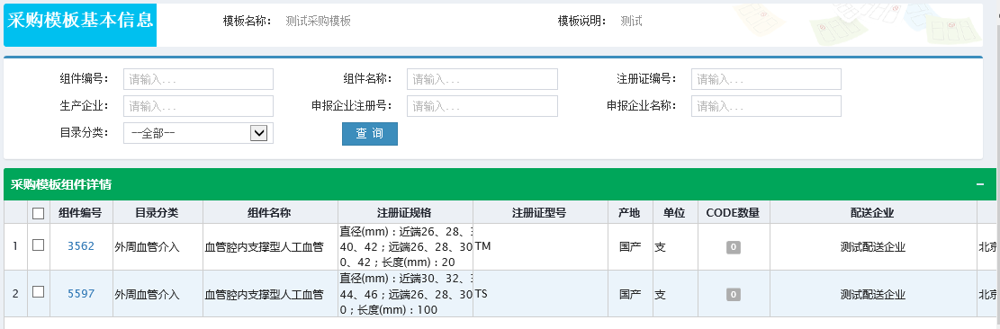 采购模板基本信息 模板名称： 测试采购模板 模板说明： 测试
组件编号： 请输入... 组件名称： 请输入... 注册证编号： 请输入...
生产企业： 请输入... 申报企业注册号： 请输入... 申报企业名称： 请输入...
目录分类： --全部-- 查 询
采购模板组件详情
组件编号 目录分类 组件名称 注册证规格 注册证型号 产地 单位 CODE数量 配送企业
1 3562 外周血管介入 血管腔内支撑型人工血管 直径(mm)：近端26、28、
40、42；远端26、28、30
0、42；长度(mm)：20 TM 国产 支 0 测试配送企业 北京
2 5597 外周血管介入 血管腔内支撑型人工血管 直径(mm)：近端30、32、
44、46；远端26、28、30
0；长度(mm)：100 TS 国产 支 0 测试配送企业 北京